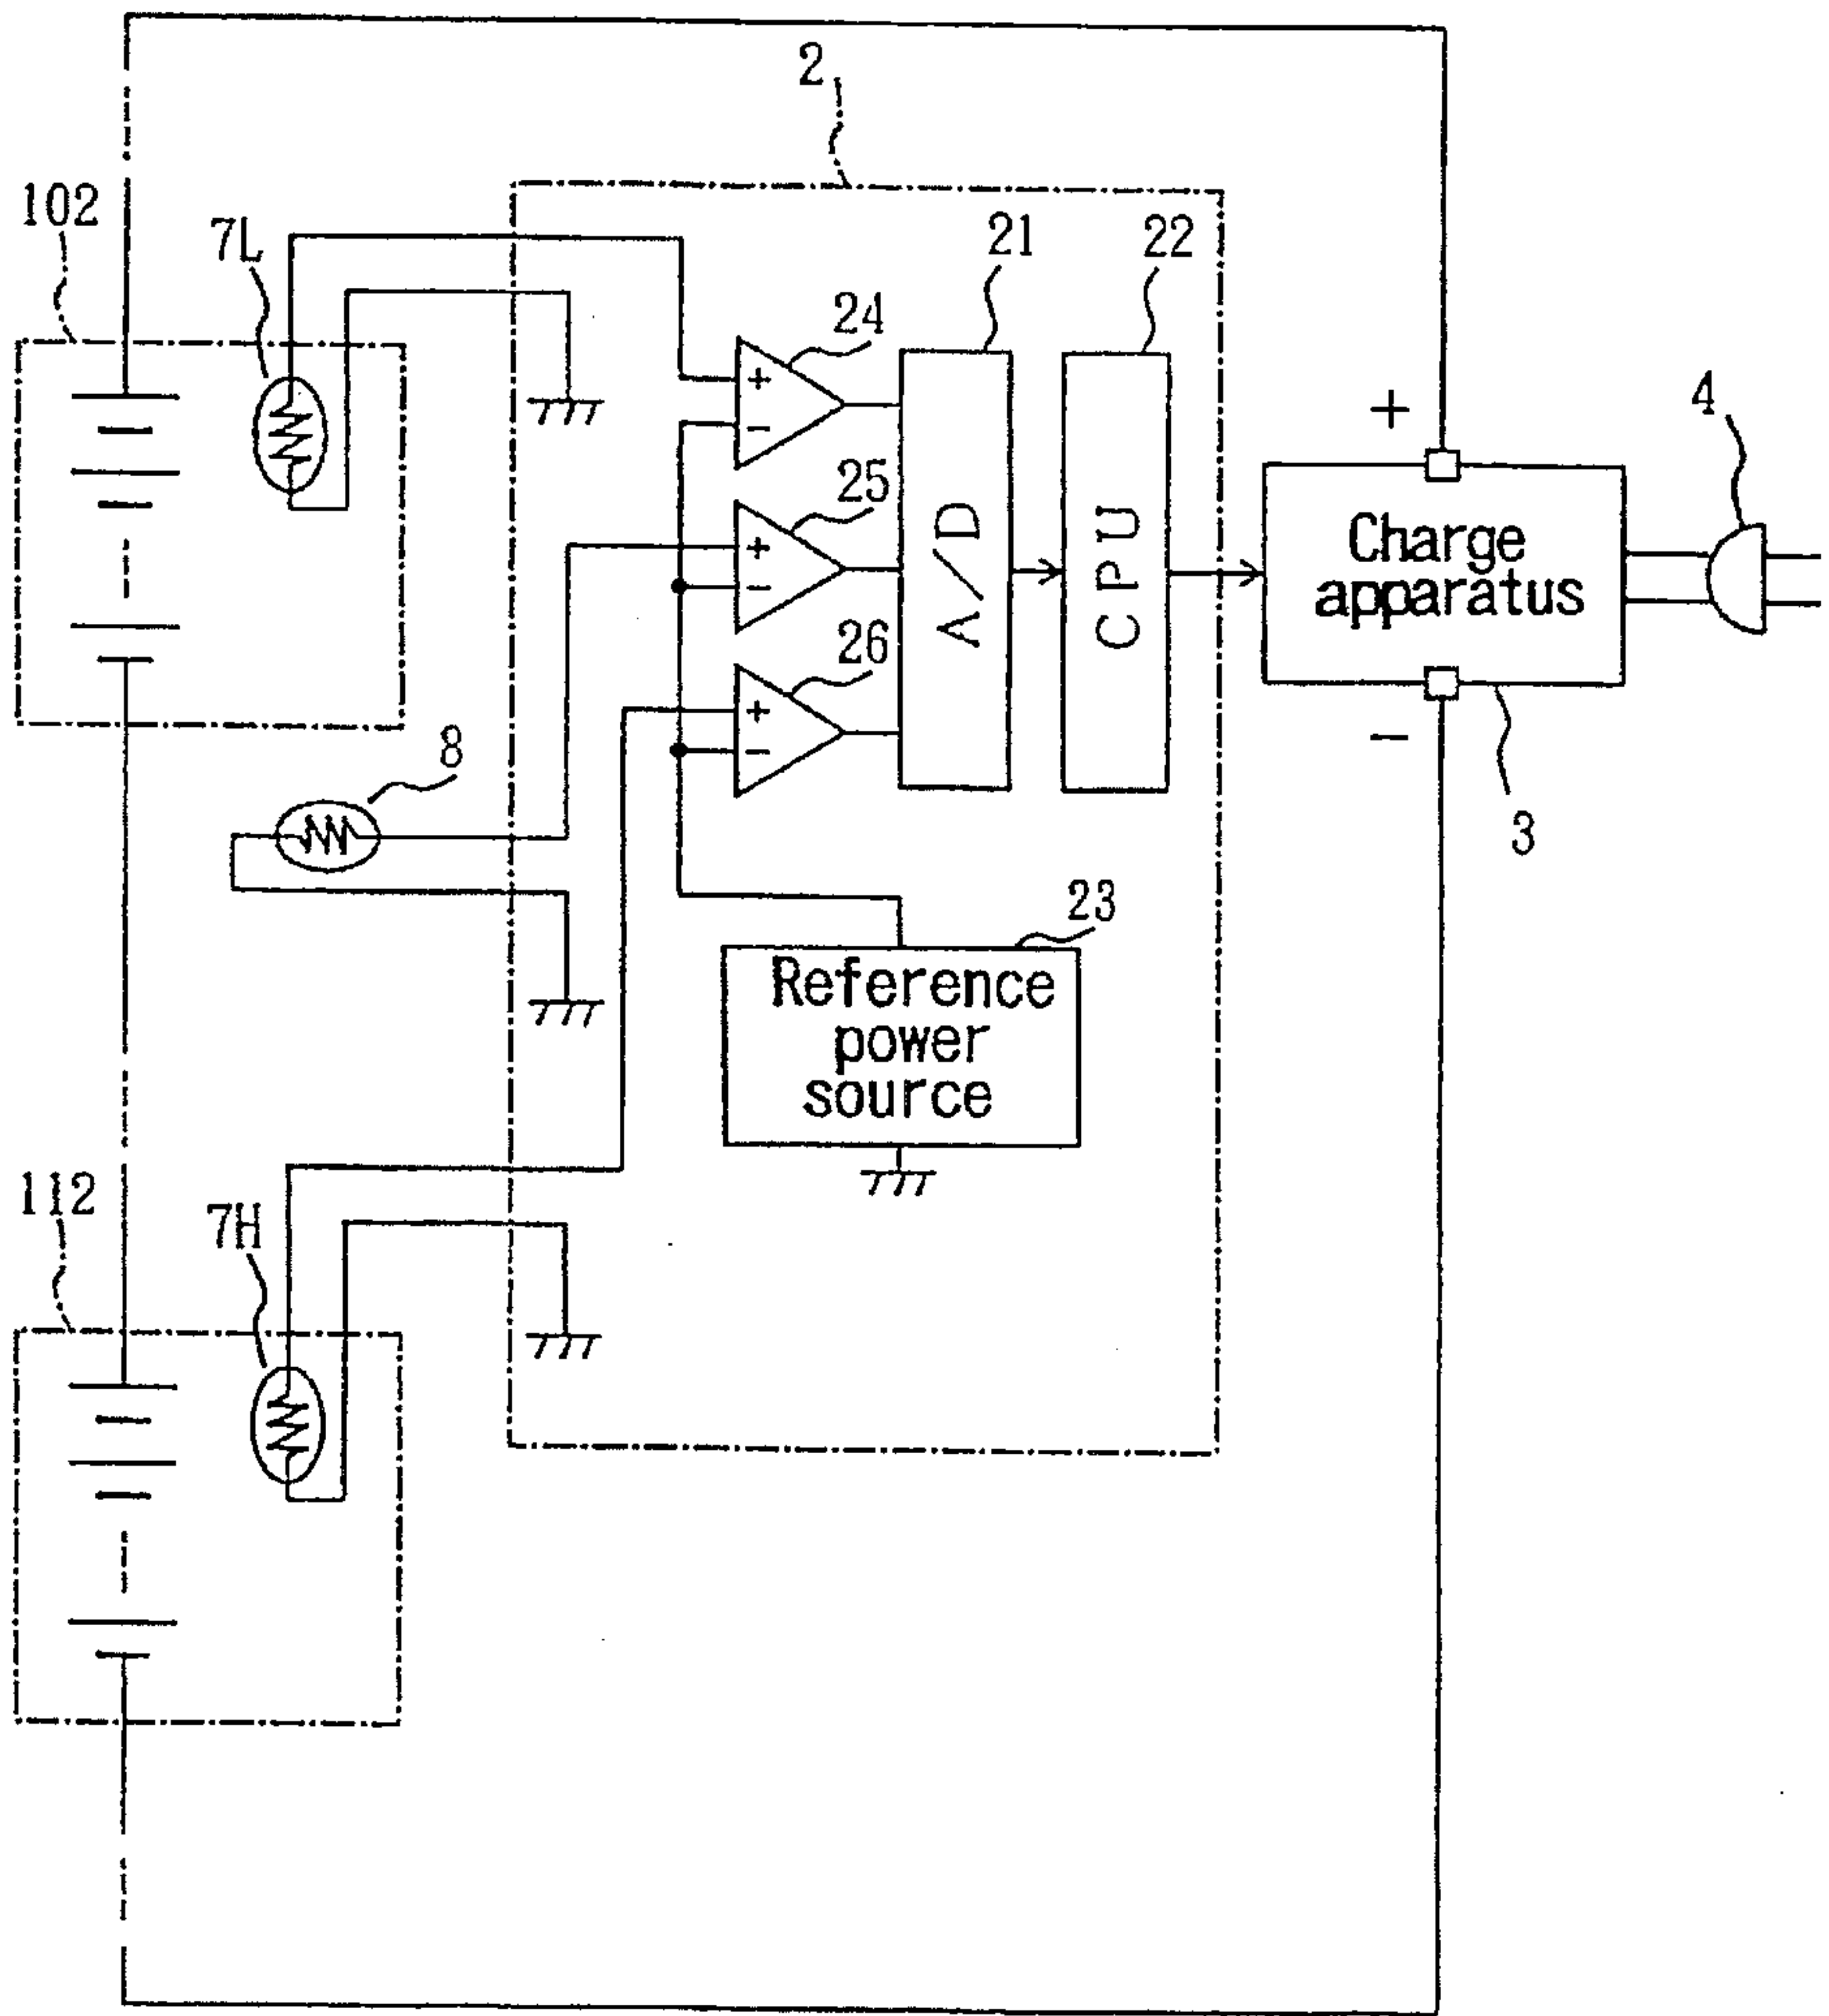 2
102
7L
21
22
24
+
-
+
4
25
+
-
A/D
CPU
Charge
apparatus
26
+
-
-
8
3
23
Reference
power
source
112
7H